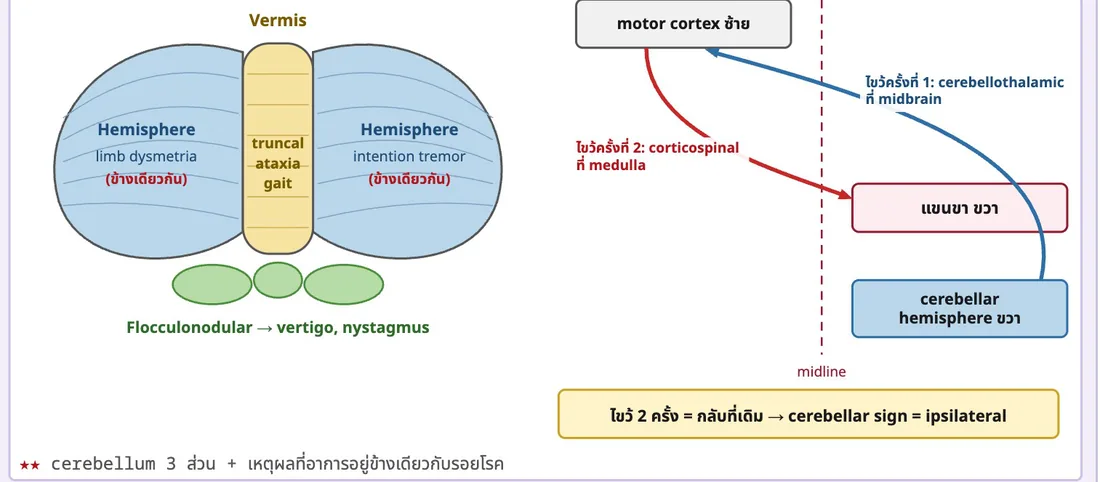 Vermis
Hemisphere
limb dysmetria
(ข้างเดียวกัน)
truncal
ataxia
gait
Hemisphere
intention tremor
(ข้างเดียวกัน)
Flocculonodular → vertigo, nystagmus
motor cortex ซ้าย
ไขว้ครั้งที่ 1: cerebellothalamic
ที่ midbrain
ไขว้ครั้งที่ 2: corticospinal
ที่ medulla
แขนขา ขวา
cerebellar
hemisphere ขวา
midline
ไขว้ 2 ครั้ง = กลับที่เดิม → cerebellar sign = ipsilateral
★★ cerebellum 3 ส่วน + เหตุผลที่อาการอยู่ข้างเดียวกับรอยโรค